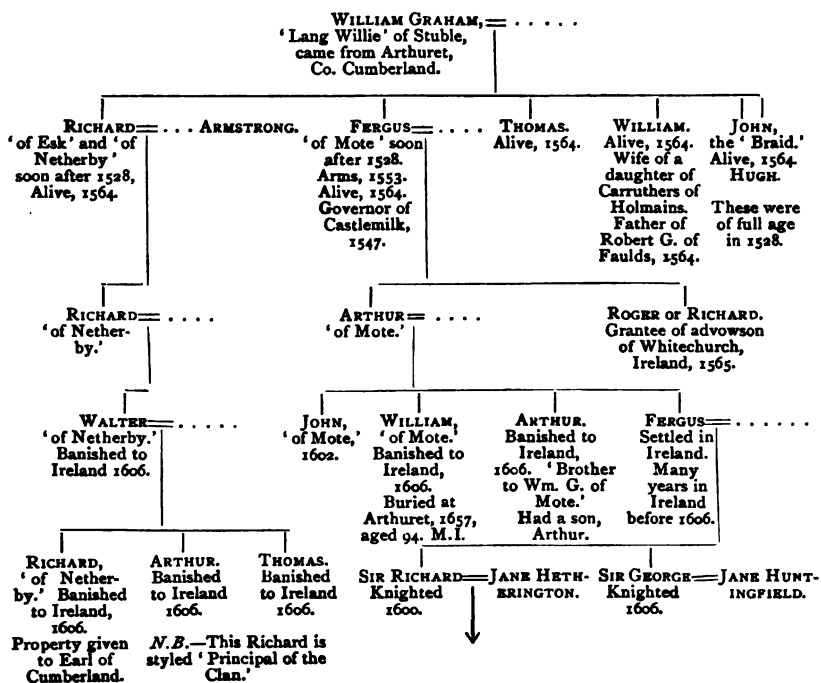 WILLIAM GRAHAM, = . . . . .
‘Lang Willie’ of Stuble,
came from Arthuret,
Co. Cumberland.
RICHARD = . . . ARMSTRONG.
‘of Esk’ and ‘of
Netherby’
soon after 1528,
Alive, 1564.
FERGUS = . . . .
‘of Mote’ soon
after 1528.
Arms, 1553.
Alive, 1564.
Governor of
Castlemilk,
1547.
THOMAS.
Alive, 1564.
WILLIAM.
Alive, 1564.
Wife of a
daughter of
Carruthers of
Holmains.
Father of
Robert G. of
Faulds, 1564.
JOHN,
the ‘Braid.’
Alive, 1564.
HUGH.
These were
of full age
in 1528.
RICHARD = . . . .
‘of Nether-
by.’
ARTHUR = . . . .
‘of Mote.’
ROGER OR RICHARD.
Grantee of advowson
of Whitechurch,
Ireland, 1565.
WALTER = . . . . .
‘of Netherby.’
Banished to
Ireland 1606.
JOHN,
‘of Mote,’
1602.
WILLIAM,
‘of Mote.’
Banished to
Ireland,
1606.
Buried at
Arthuret, 1657,
aged 94. M.I.
ARTHUR.
Banished to
Ireland,
1606. ‘Brother
to Wm. G. of
Mote.’
Had a son,
Arthur.
FERGUS = . . . . . .
Settled in
Ireland.
Many
years in
Ireland
before 1606.
RICHARD,
‘of Nether-
by.’ Banished
to Ireland,
1606.
Property given
to Earl of
Cumberland.
ARTHUR.
Banished
to Ireland
1606.
THOMAS.
Banished
to Ireland
1606.
N.B.—This Richard is
styled ‘Principal of the
Clan.’
SIR RICHARD = JANE HETH-
Knighted ERINGTON.
1600.
SIR GEORGE = JANE HUNT-
Knighted INGFIELD.
1606.